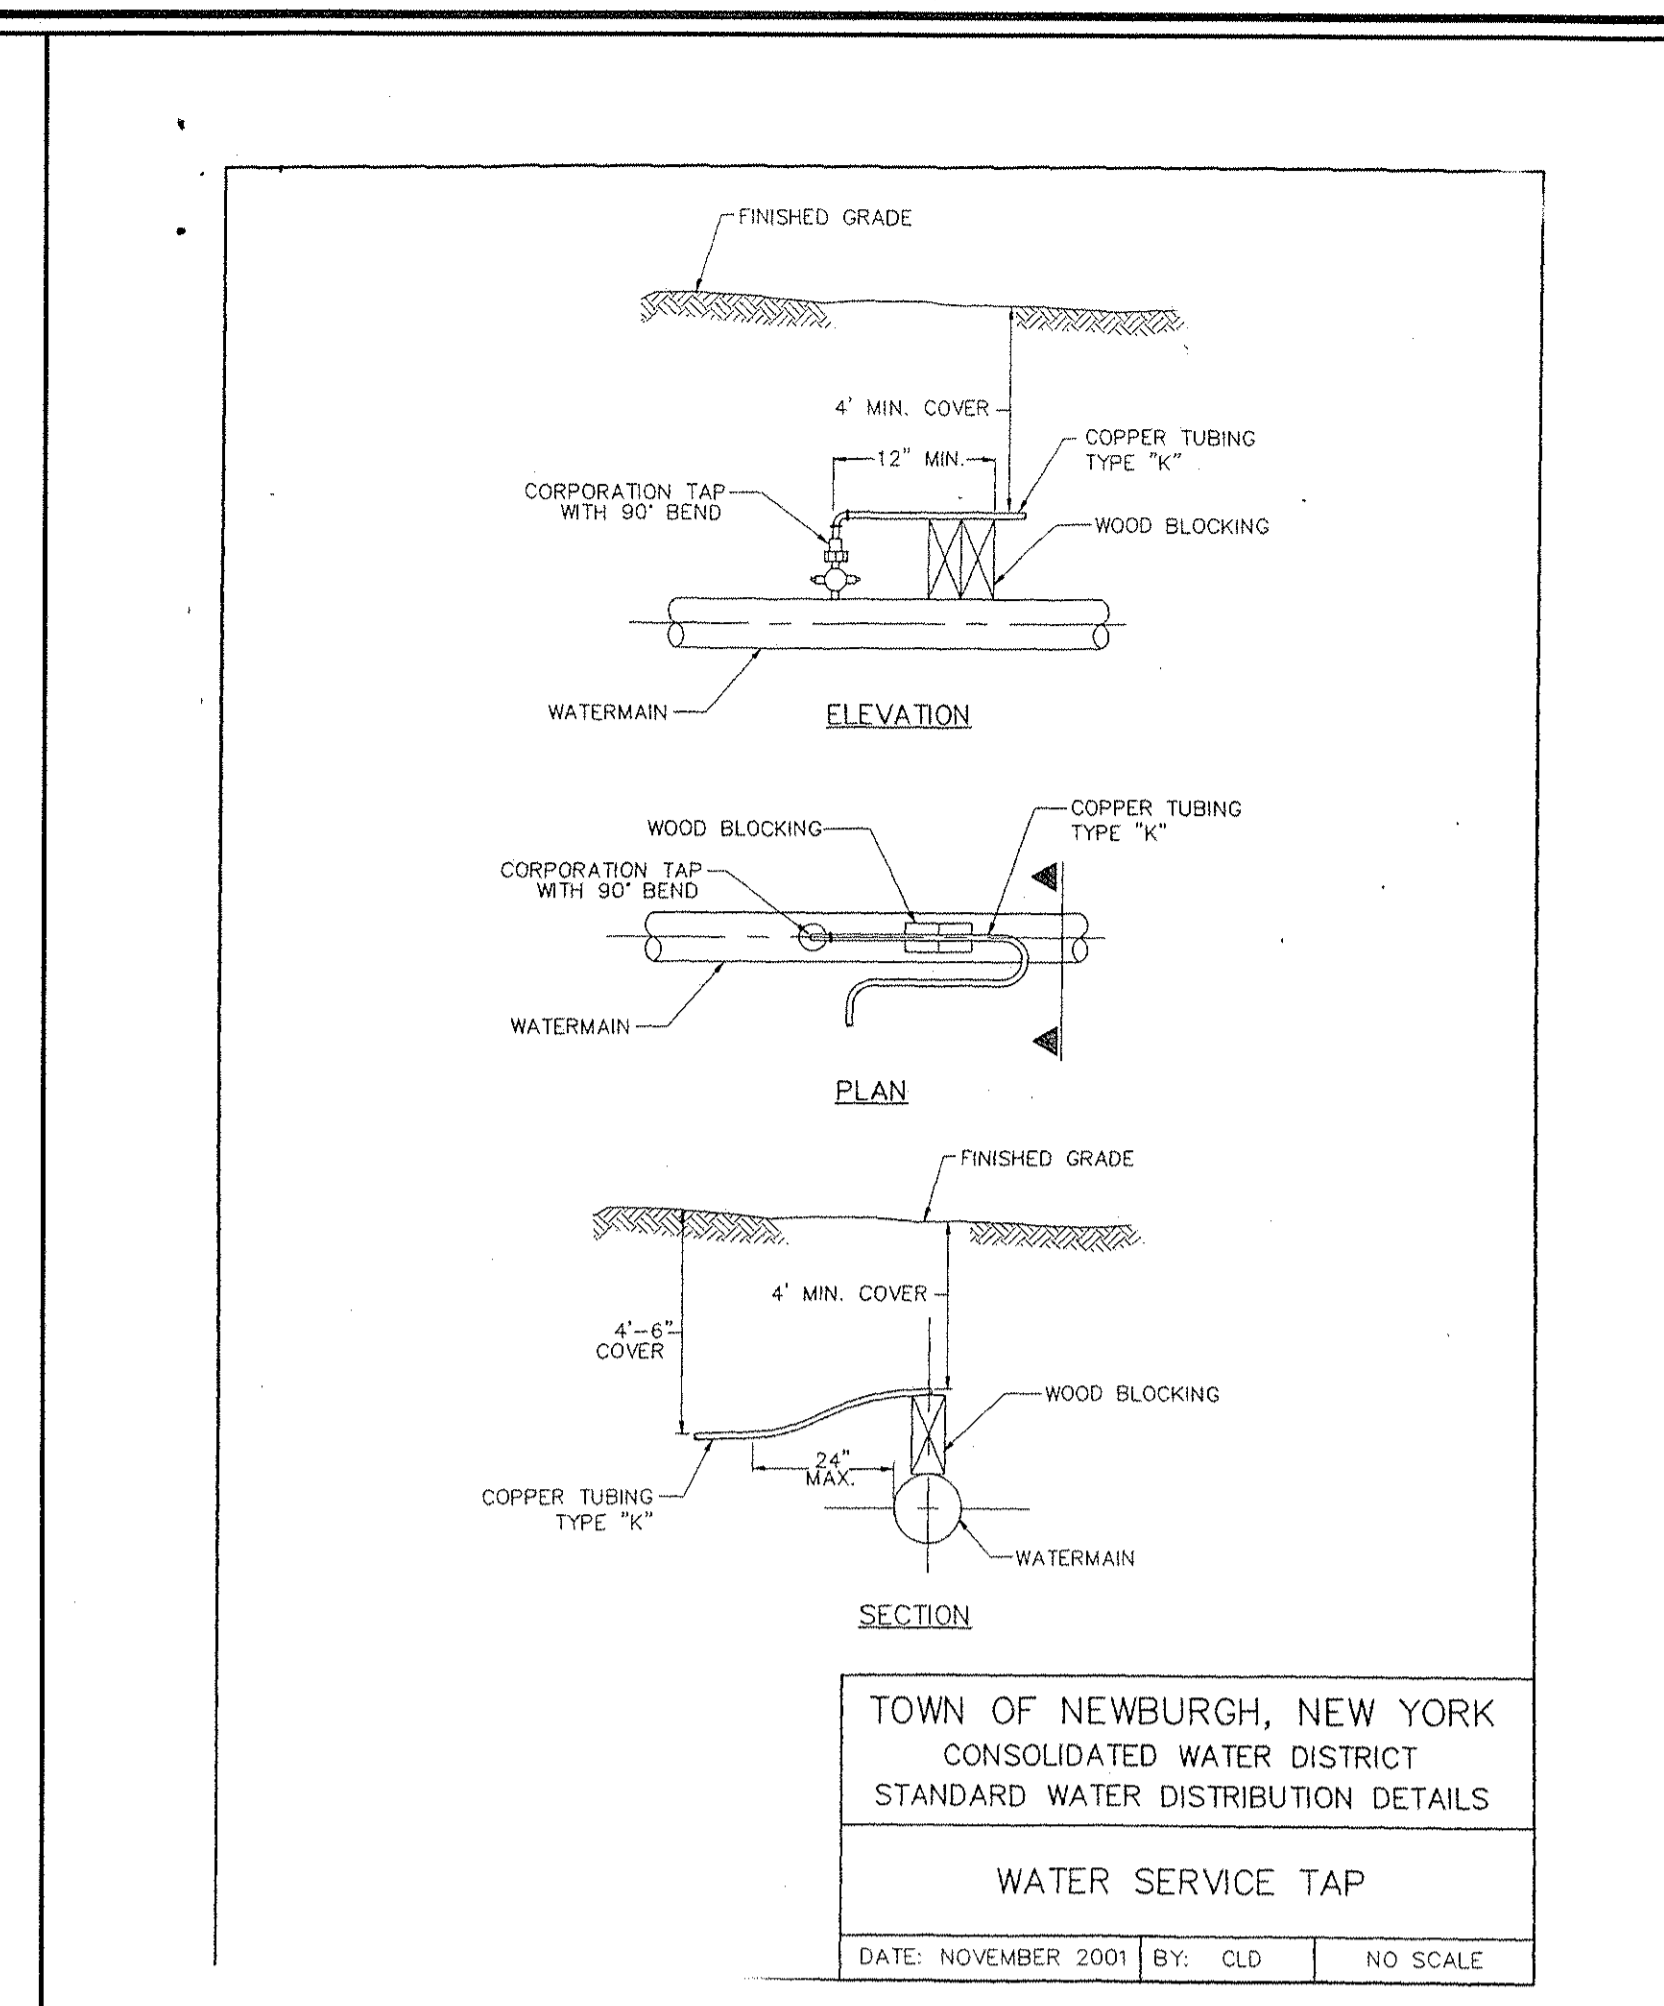 FINISHED GRADE
4' MIN. COVER
12" MIN.
COPPER TUBING
TYPE "K"
CORPORATION TAP
WITH 90° BEND
WOOD BLOCKING
WATERMAIN
ELEVATION
WOOD BLOCKING
COPPER TUBING
TYPE "K"
CORPORATION TAP
WITH 90° BEND
WATERMAIN
PLAN
FINISHED GRADE
4' MIN. COVER
4'-6"
COVER
WOOD BLOCKING
24"
MAX.
COPPER TUBING
TYPE "K"
WATERMAIN
SECTION
TOWN OF NEWBURGH, NEW YORK
CONSOLIDATED WATER DISTRICT
STANDARD WATER DISTRIBUTION DETAILS
WATER SERVICE TAP
DATE: NOVEMBER 2001 BY: CLD NO SCALE